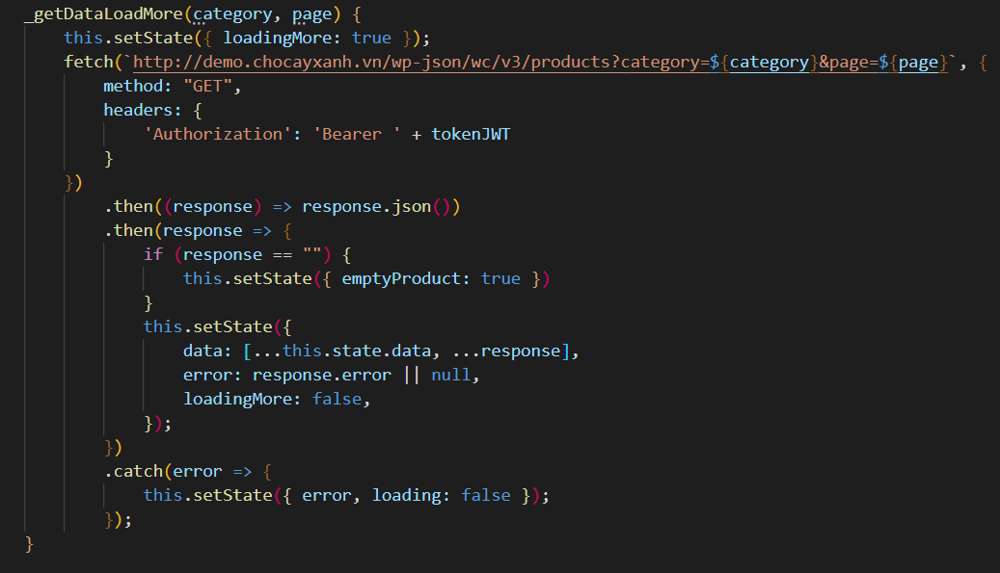 _getDataLoadMore(category, page) {
    this.setState({ loadingMore: true });
    fetch(`http://demo.chocayxanh.vn/wp-json/wc/v3/products?category=${category}&page=${page}`, {
        method: "GET",
        headers: {
            'Authorization': 'Bearer ' + tokenJWT
        }
    })
        .then((response) => response.json())
        .then(response => {
            if (response == "") {
                this.setState({ emptyProduct: true })
            }
            this.setState({
                data: [...this.state.data, ...response],
                error: response.error || null,
                loadingMore: false,
            });
        })
        .catch(error => {
            this.setState({ error, loading: false });
        });
}